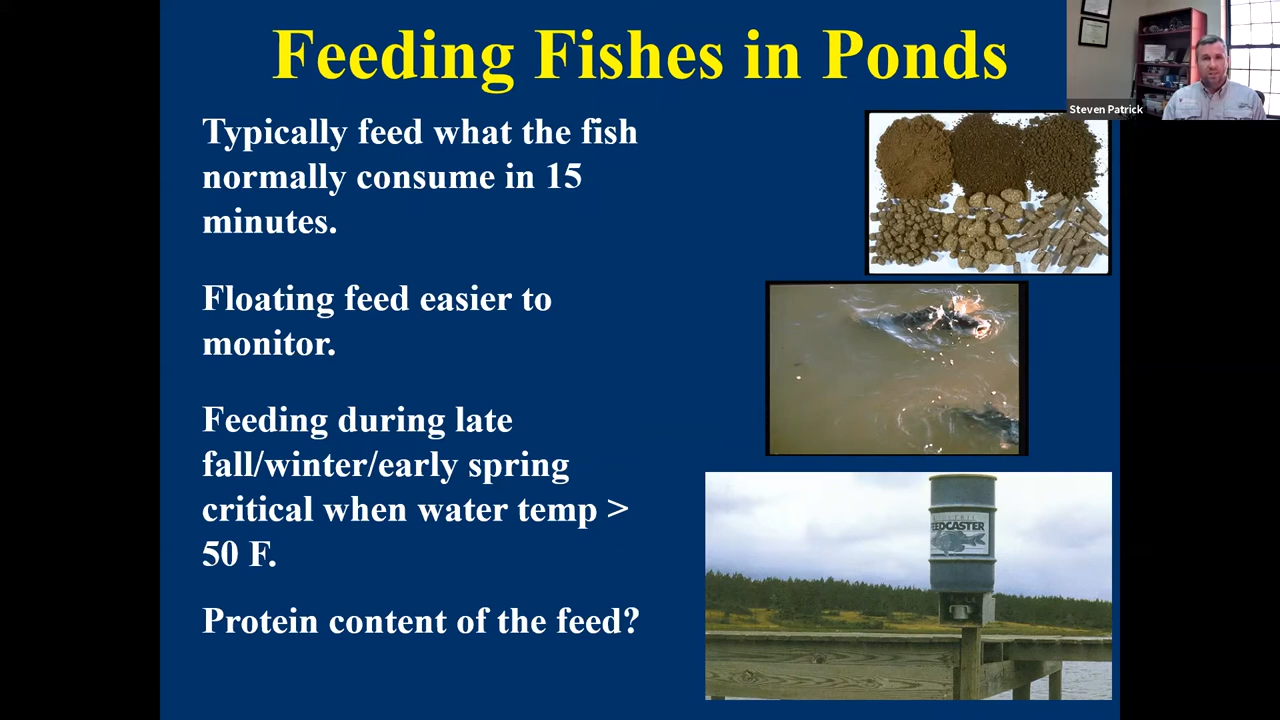 Feeding Fishes in Ponds
Steven Patrick
Typically feed what the fish
normally consume in 15
minutes.
Floating feed easier to
monitor.
Feeding during late
fall/winter/early spring
critical when water temp >
50 F.
Protein content of the feed?
EEDCASTER